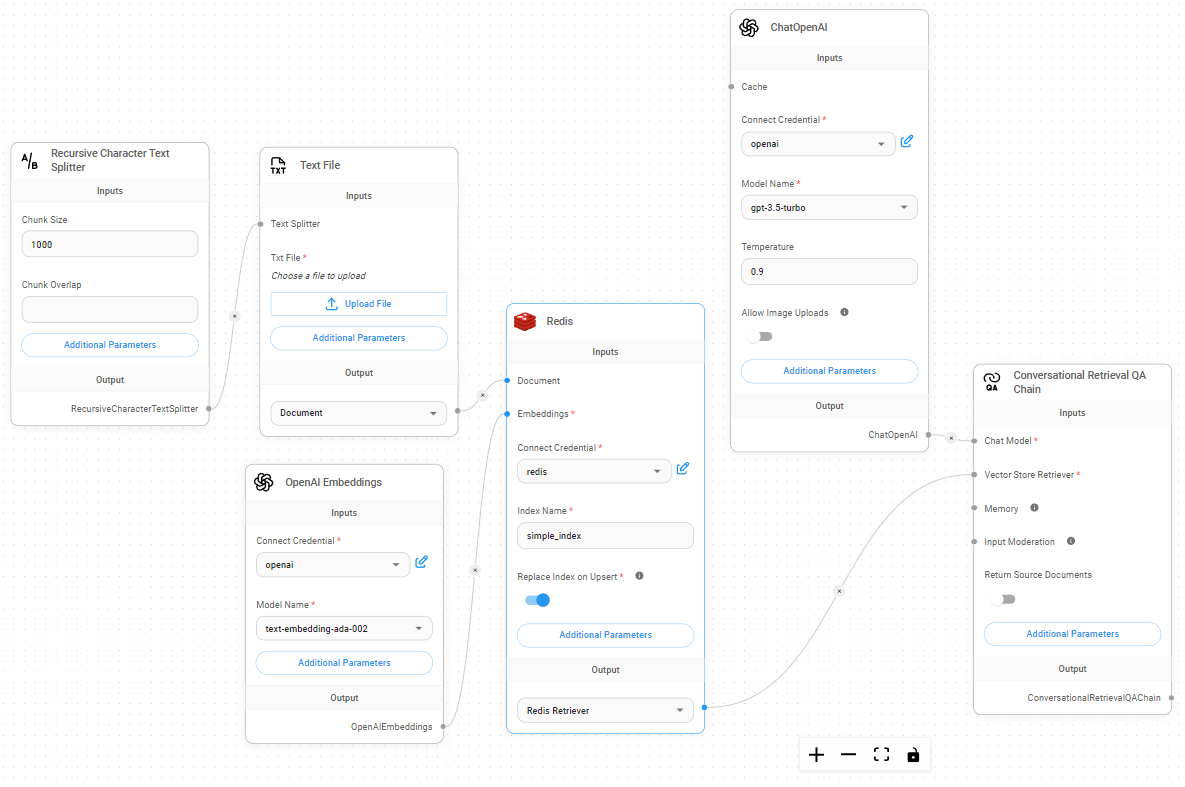 Recursive Character Text
Splitter
Inputs
Chunk Size
1000
Chunk Overlap
Additional Parameters
Output
RecursiveCharacterTextSplitter
TXT
Text File
Inputs
Text Splitter
Txt File *
Choose a file to upload
Upload File
Additional Parameters
Output
Document
OpenAI Embeddings
Inputs
Connect Credential *
openai
Model Name *
text-embedding-ada-002
Additional Parameters
Output
OpenAIEmbeddings
Redis
Inputs
Document
Embeddings *
Connect Credential *
redis
Index Name *
simple_index
Replace Index on Upsert *
Additional Parameters
Output
Redis Retriever
ChatOpenAI
Inputs
Cache
Connect Credential *
openai
Model Name *
gpt-3.5-turbo
Temperature
0.9
Allow Image Uploads
Additional Parameters
Output
ChatOpenAI
QA
Conversational Retrieval QA
Chain
Inputs
Chat Model *
Vector Store Retriever *
Memory
Input Moderation
Return Source Documents
Additional Parameters
Output
ConversationalRetrievalQAChain